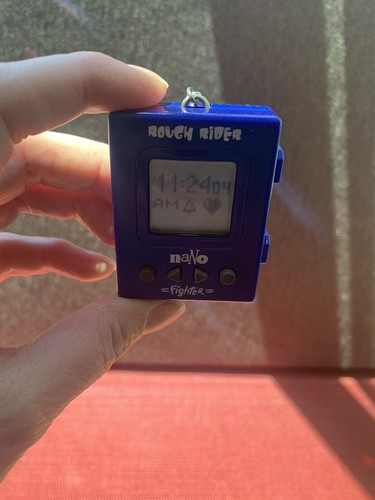 ROUGH RIDER
11:24 04
AM
naNo
Fighter